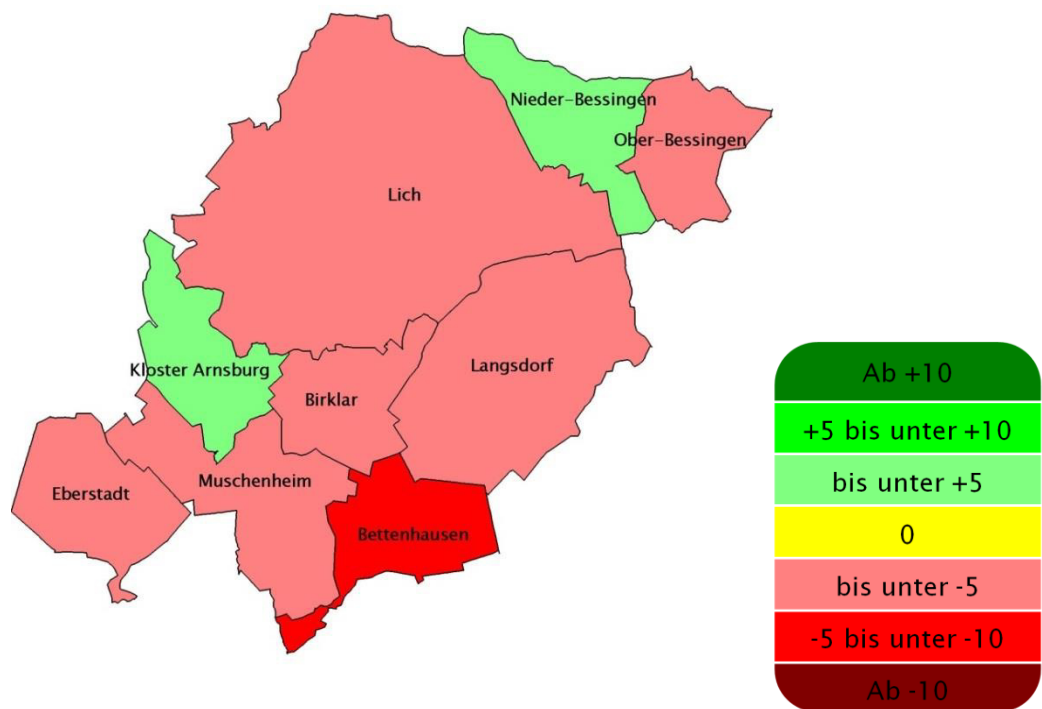 Nieder-Bessingen
Ober-Bessingen
Lich
Kloster Arnsburg
Birklar
Langsdorf
Eberstadt
Muschenheim
Bettenhausen
Ab +10
+5 bis unter +10
bis unter +5
0
bis unter -5
-5 bis unter -10
Ab -10